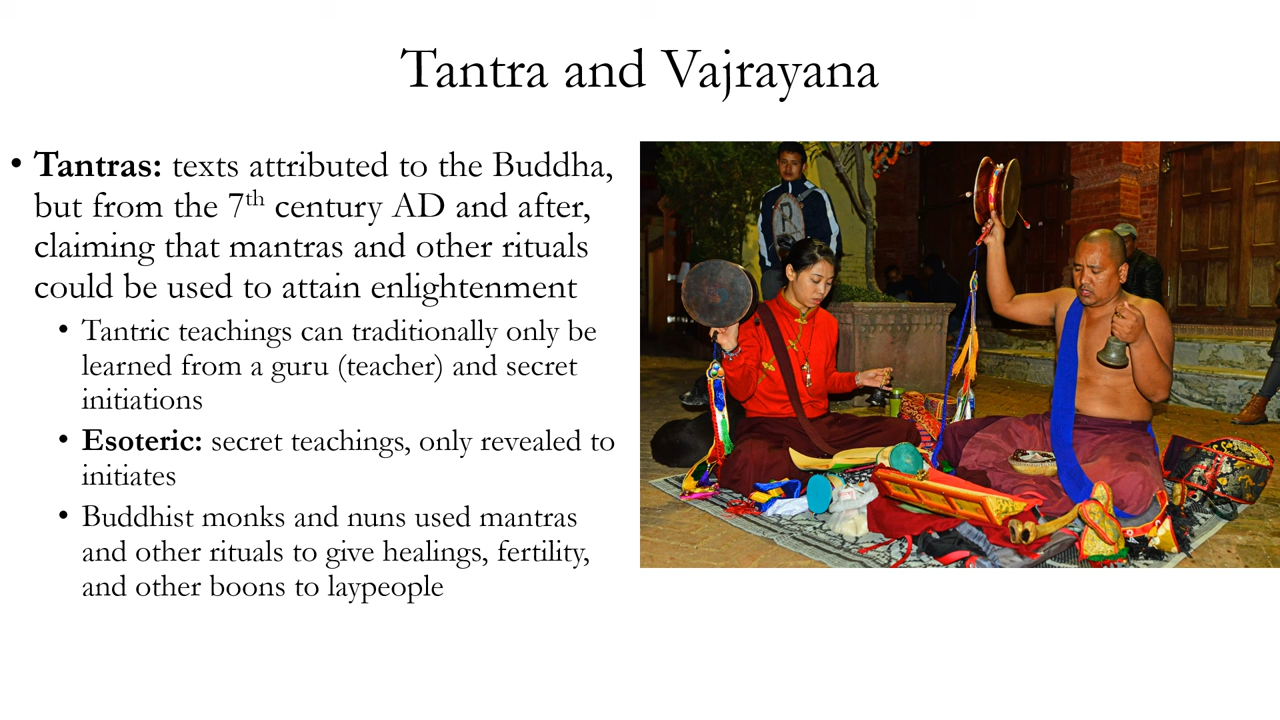 Tantra and Vajrayana
• Tantras: texts attributed to the Buddha,
but from the 7th century AD and after,
claiming that mantras and other rituals
could be used to attain enlightenment
• Tantric teachings can traditionally only be
learned from a guru (teacher) and secret
initiations
• Esoteric: secret teachings, only revealed to
initiates
• Buddhist monks and nuns used mantras
and other rituals to give healings, fertility,
and other boons to laypeople
R